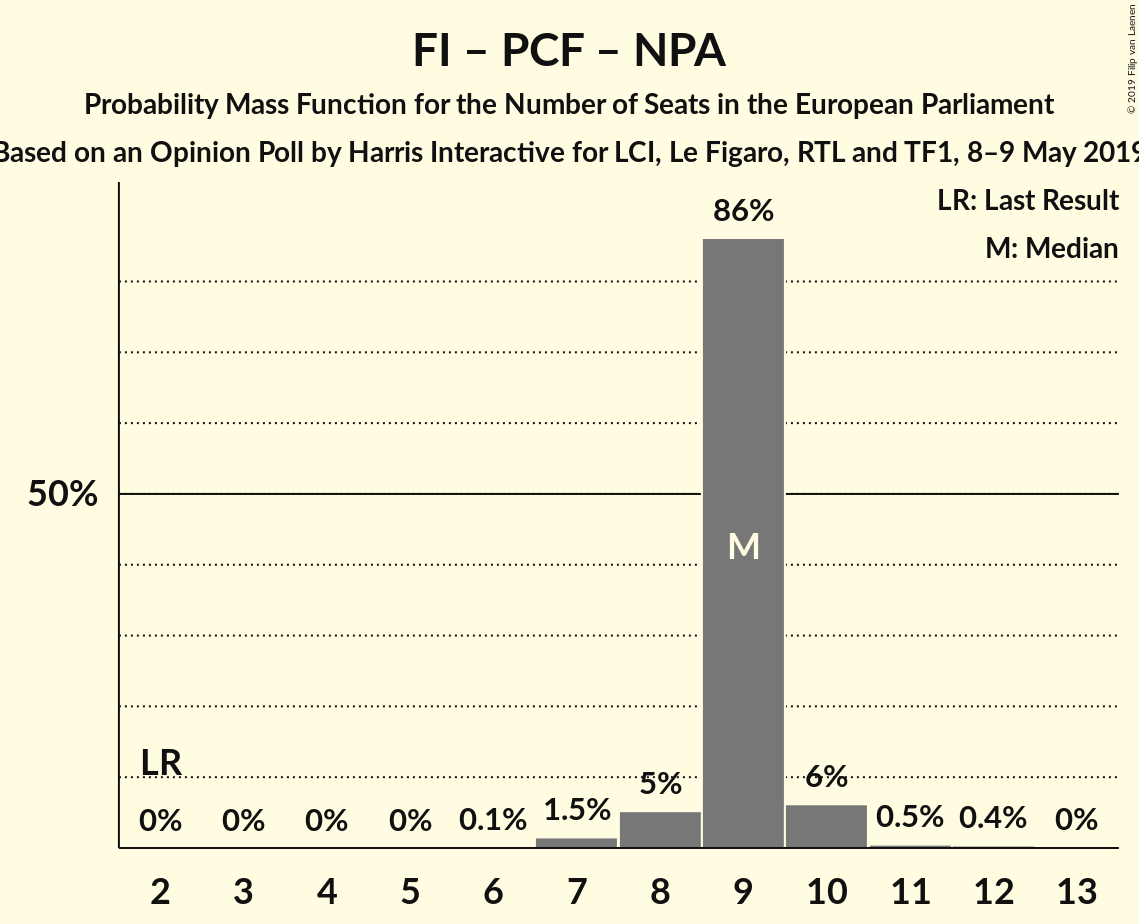 FI – PCF – NPA
Probability Mass Function for the Number of Seats in the European Parliament
Based on an Opinion Poll by Harris Interactive for LCI, Le Figaro, RTL and TF1, 8–9 May 2019
© 2019 Filip van Laenen
LR: Last Result
M: Median
86%
50%
M
LR
0% 0% 0% 0% 0.1% 1.5% 5% 6% 0.5% 0.4% 0%
2 3 4 5 6 7 8 9 10 11 12 13